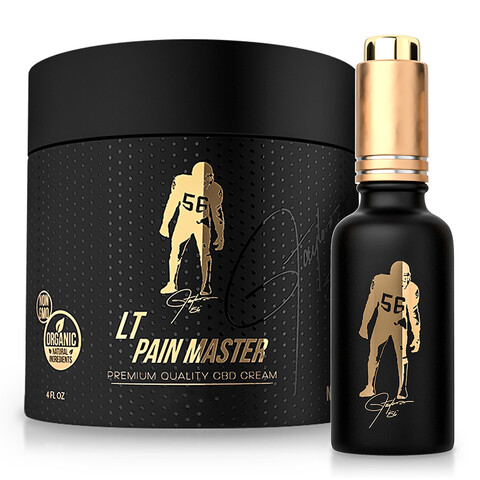 56
LT
PAIN MASTER
PREMIUM QUALITY CBD CREAM
NON
GMO
ORGANIC
NATURAL
INGREDIENTS
4 FL OZ
56